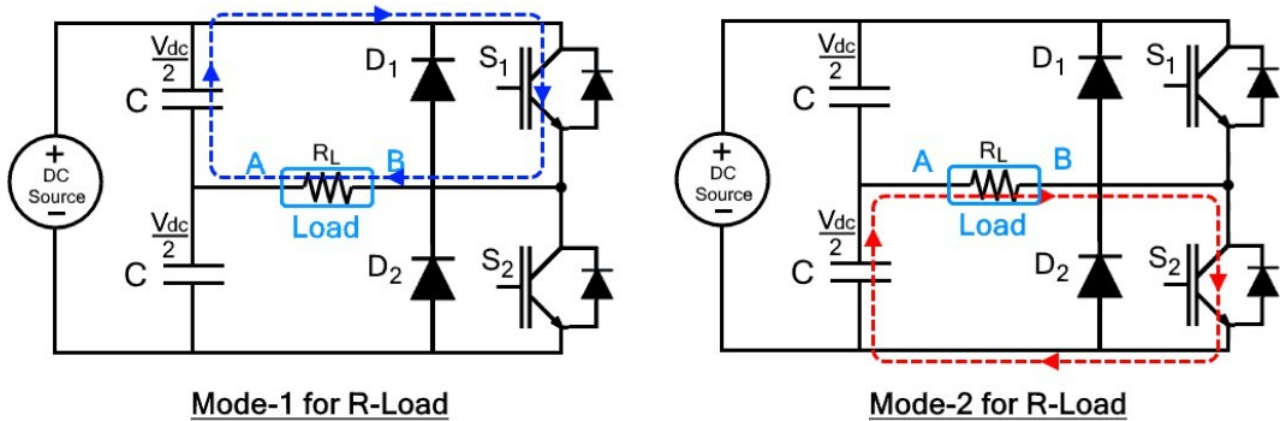 Vdc
2
C
D1
S1
+
DC
Source
−
A
RL
B
Load
Vdc
2
C
D2
S2
Mode-1 for R-Load
Vdc
2
C
D1
S1
+
DC
Source
−
A
RL
B
Load
Vdc
2
C
D2
S2
Mode-2 for R-Load